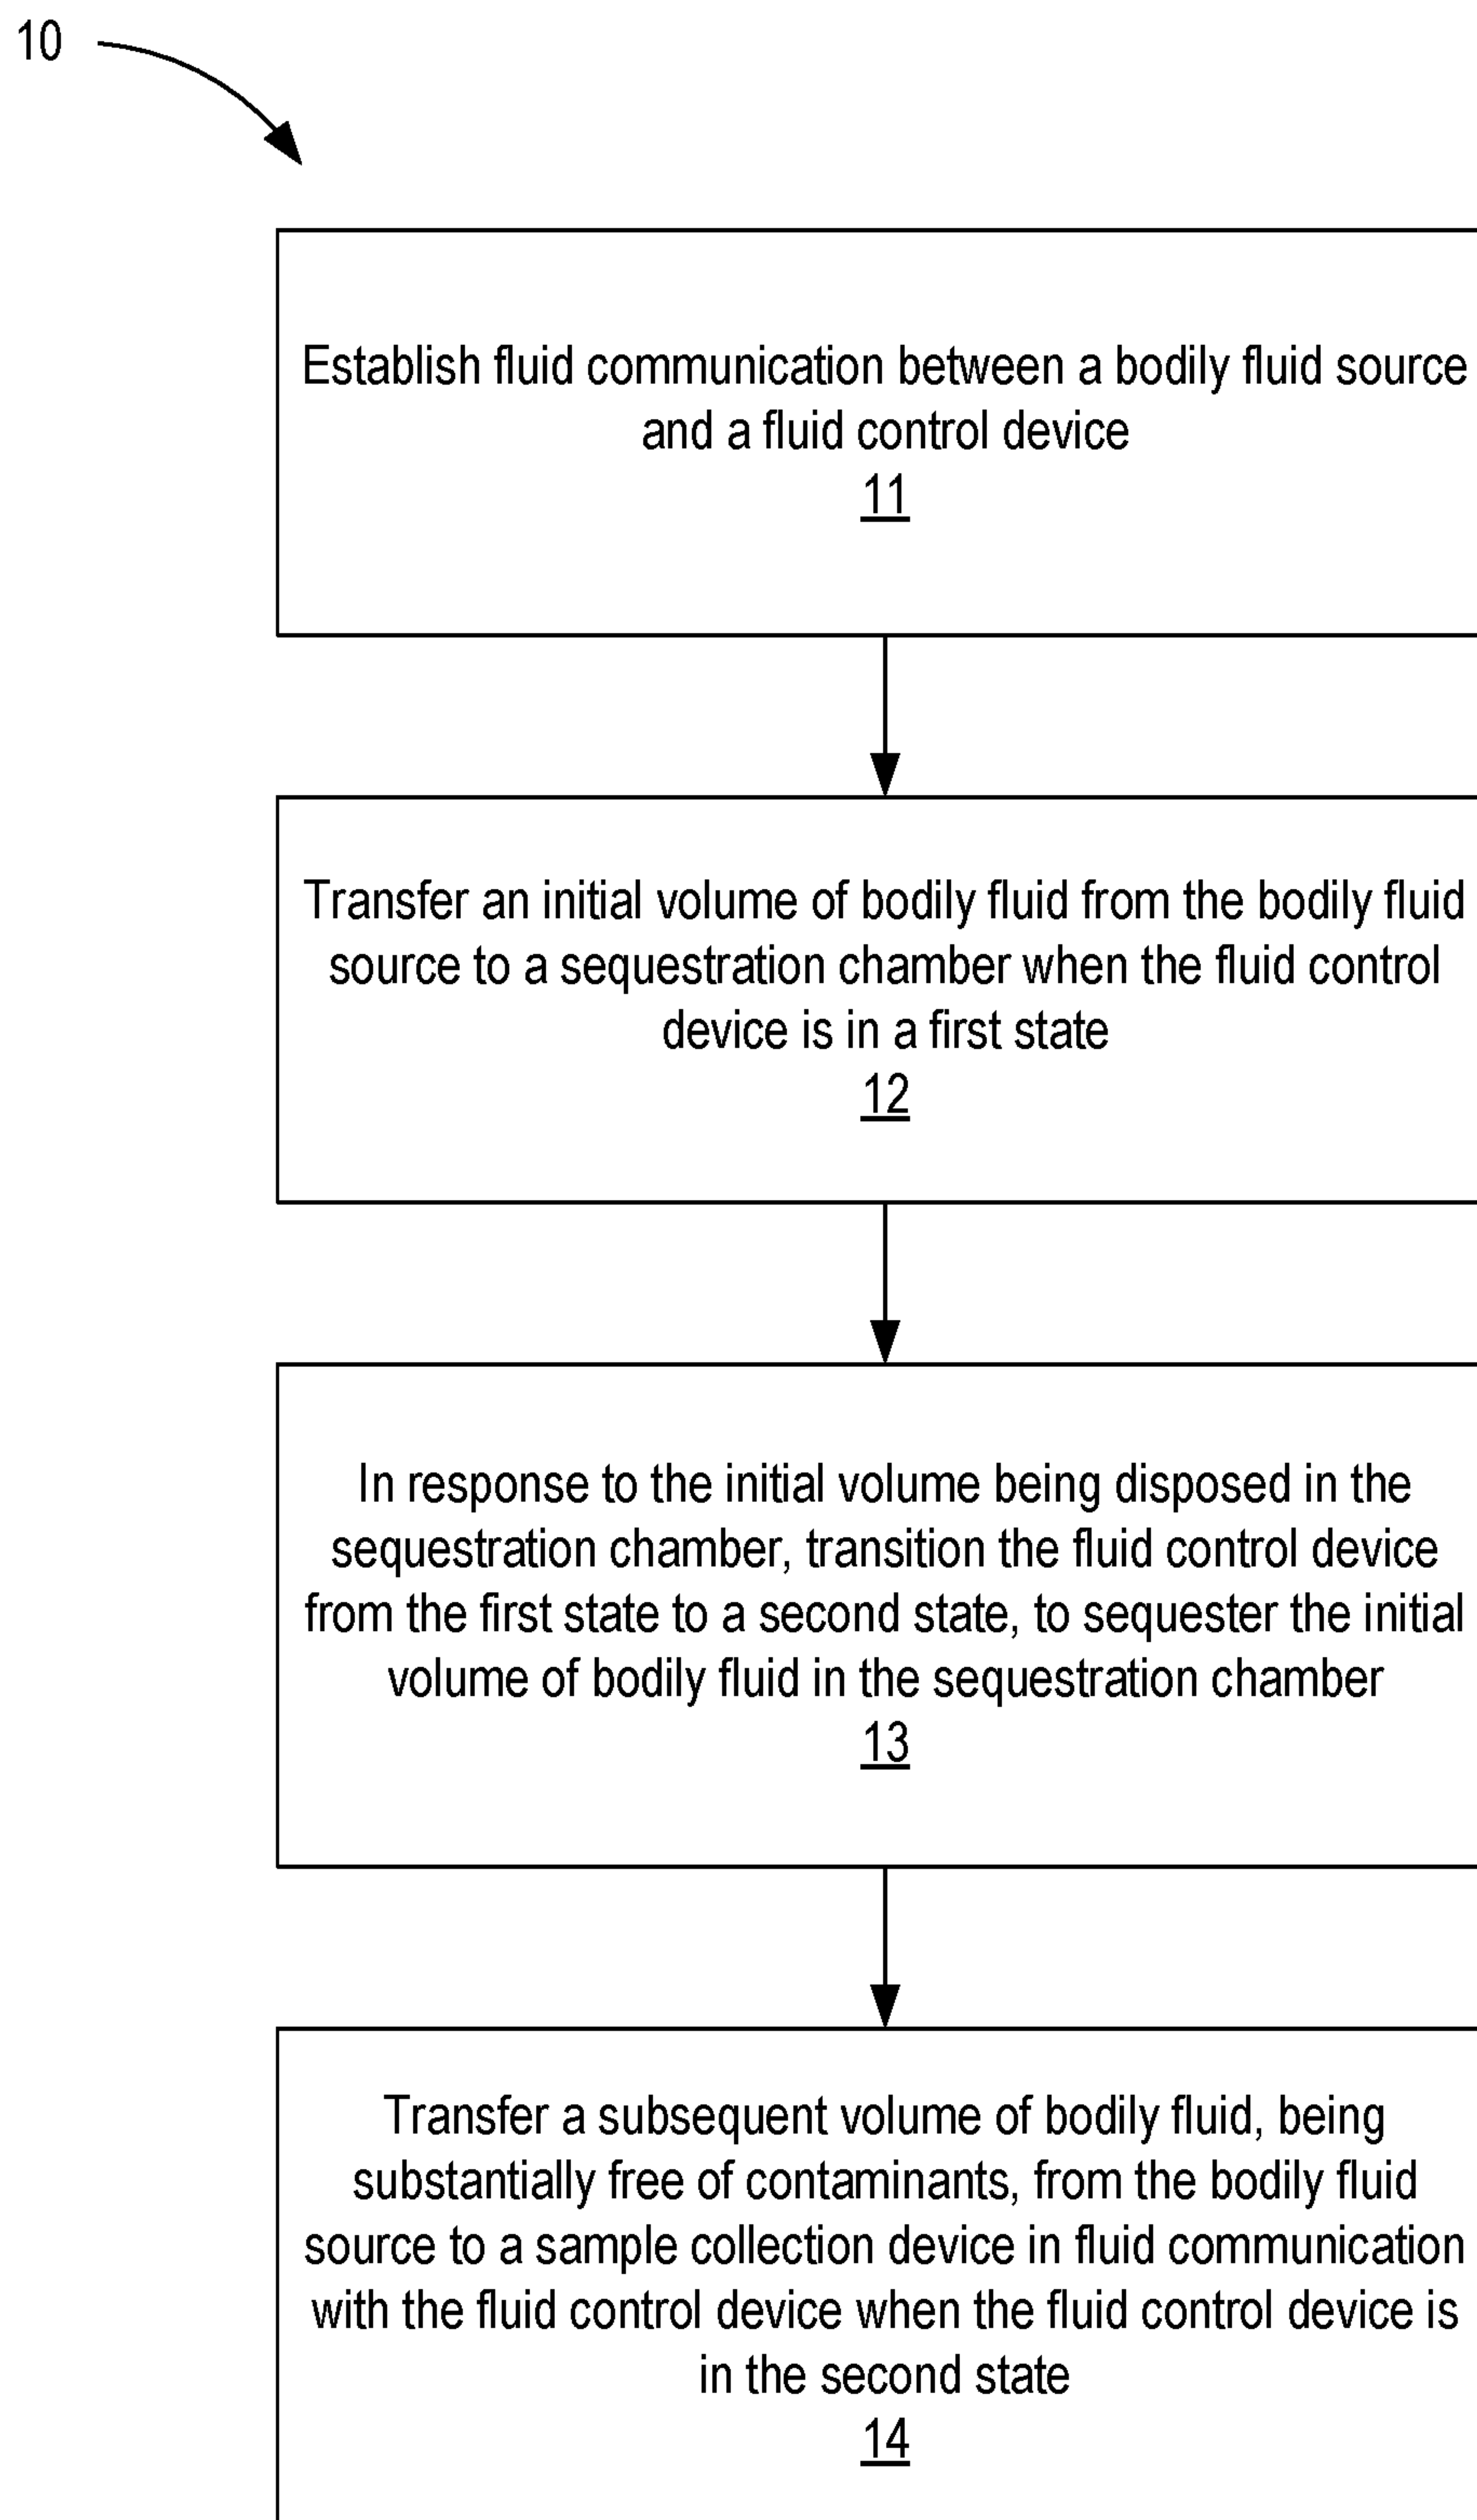 10
Establish fluid communication between a bodily fluid source
and a fluid control device
11
Transfer an initial volume of bodily fluid from the bodily fluid
source to a sequestration chamber when the fluid control
device is in a first state
12
In response to the initial volume being disposed in the
sequestration chamber, transition the fluid control device
from the first state to a second state, to sequester the initial
volume of bodily fluid in the sequestration chamber
13
Transfer a subsequent volume of bodily fluid, being
substantially free of contaminants, from the bodily fluid
source to a sample collection device in fluid communication
with the fluid control device when the fluid control device is
in the second state
14